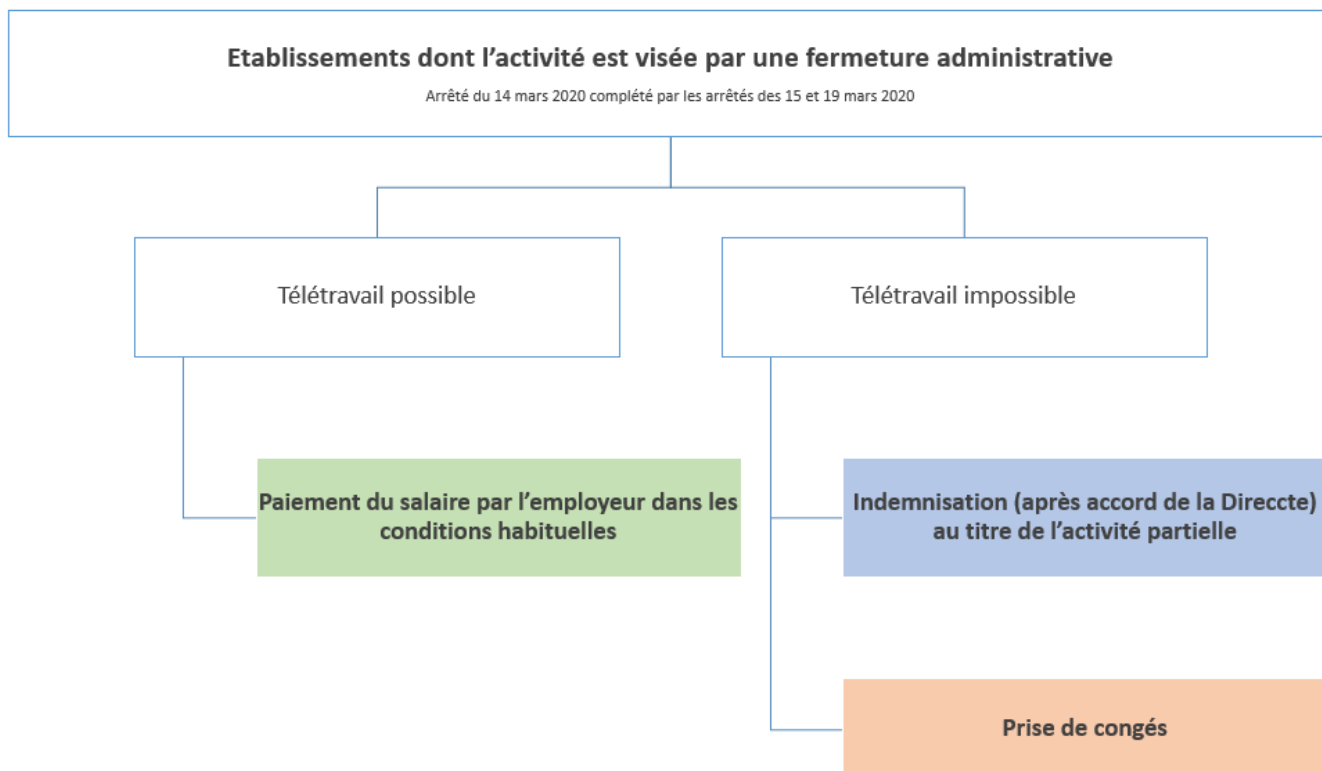 Etablissements dont l’activité est visée par une fermeture administrative
Arrêté du 14 mars 2020 complété par les arrêtés des 15 et 19 mars 2020
Télétravail possible
Télétravail impossible
Paiement du salaire par l’employeur dans les
conditions habituelles
Indemnisation (après accord de la Direccte)
au titre de l’activité partielle
Prise de congés